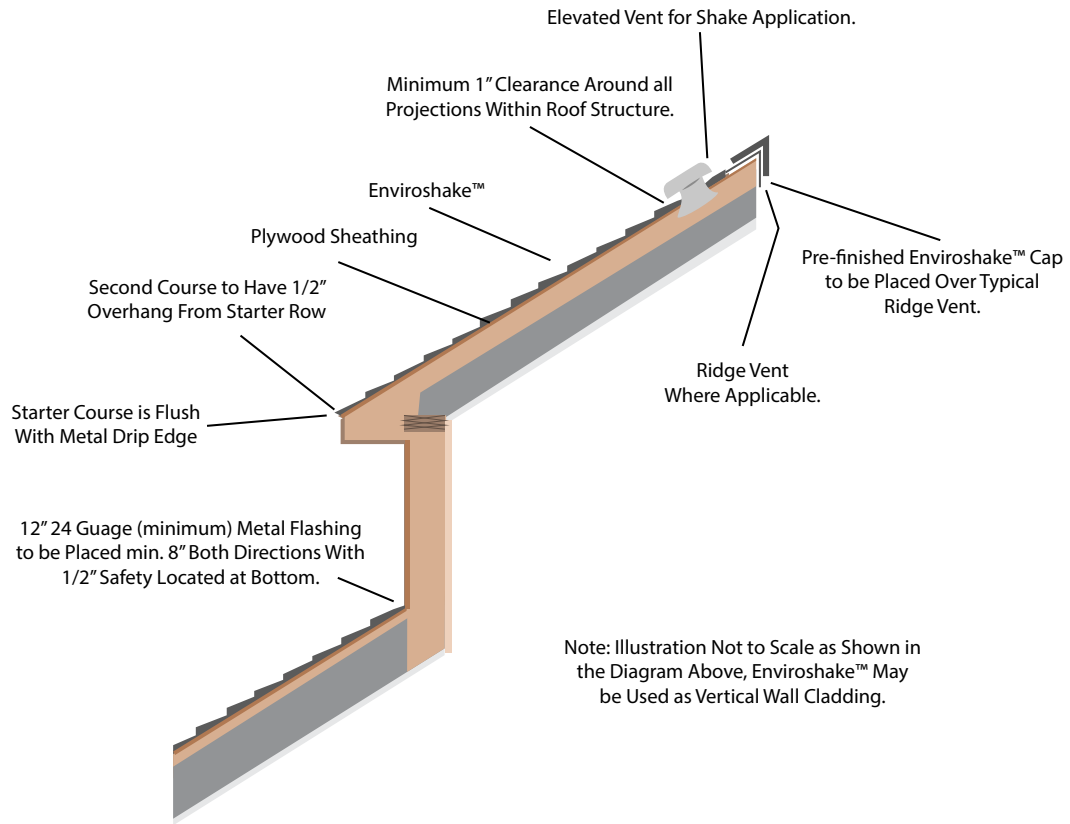 Elevated Vent for Shake Application.
Minimum 1” Clearance Around all
Projections Within Roof Structure.
Enviroshake™
Plywood Sheathing
Second Course to Have 1/2”
Overhang From Starter Row
Pre-finished Enviroshake™ Cap
to be Placed Over Typical
Ridge Vent.
Ridge Vent
Where Applicable.
Starter Course is Flush
With Metal Drip Edge
12” 24 Guage (minimum) Metal Flashing
to be Placed min. 8” Both Directions With
1/2” Safety Located at Bottom.
Note: Illustration Not to Scale as Shown in
the Diagram Above, Enviroshake™ May
be Used as Vertical Wall Cladding.